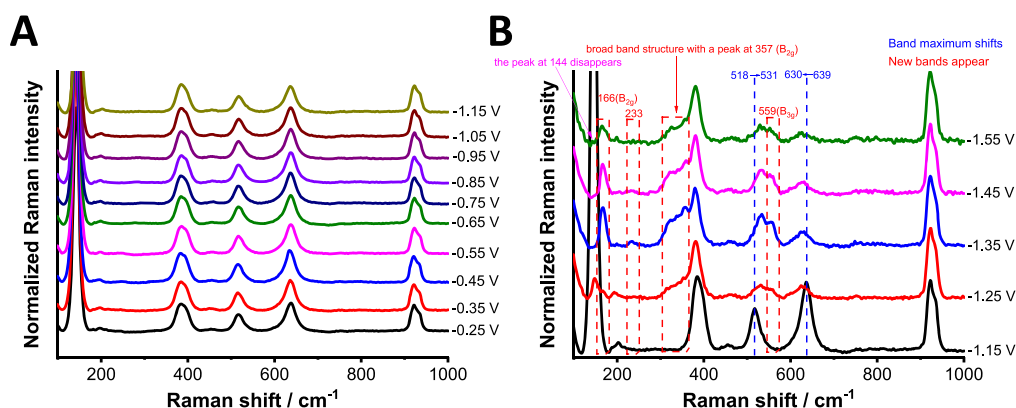 A
Normalized Raman intensity
-1.15 V
-1.05 V
-0.95 V
-0.85 V
-0.75 V
-0.65 V
-0.55 V
-0.45 V
-0.35 V
-0.25 V
200
400
600
800
1000
Raman shift / cm-1
B
Normalized Raman intensity
broad band structure with a peak at 357 (B2g)
the peak at 144 disappears
Band maximum shifts
New bands appear
518 531
630 639
166(B2g)
233
559(B3g)
-1.55 V
-1.45 V
-1.35 V
-1.25 V
-1.15 V
200
400
600
800
1000
Raman shift / cm-1